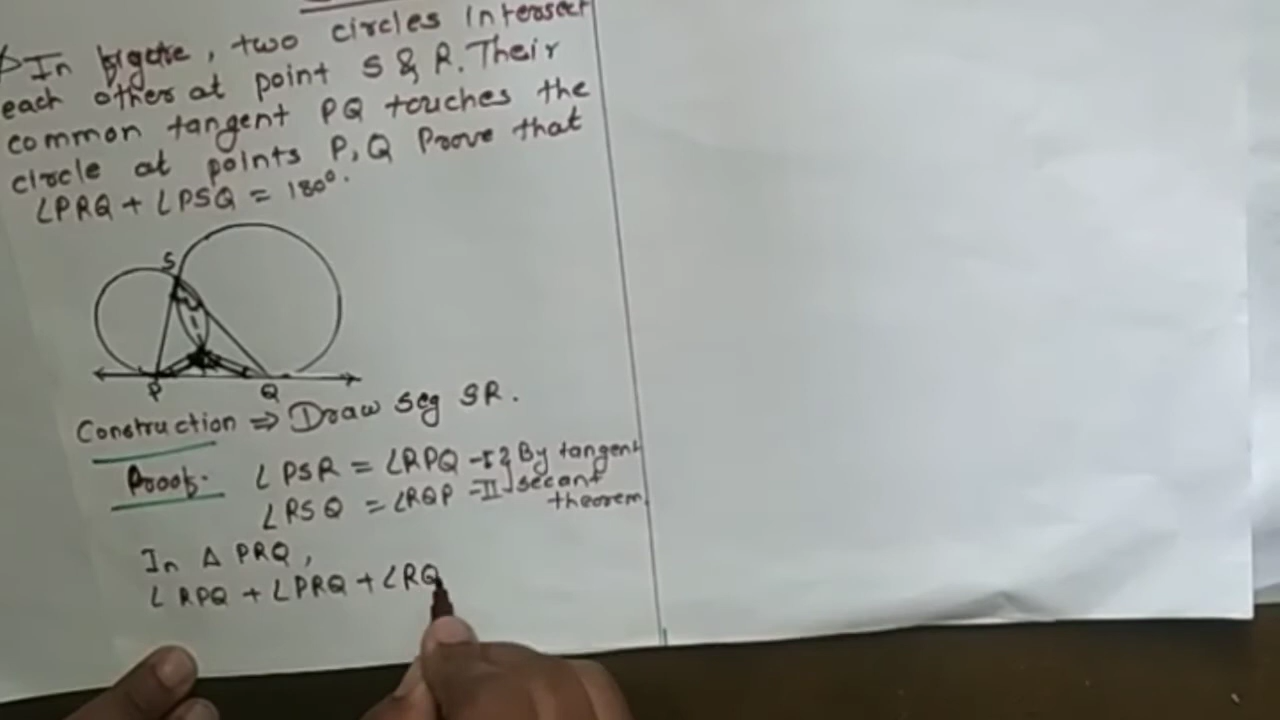 In figure, two circles intersect
each other at point S & R. Their
common tangent PQ touches the
circle at points P, Q Prove that
∠PRQ + ∠PSQ = 180°.
S
P Q
Construction ⇒ Draw seg SR.
Proof:- ∠PSR = ∠RPQ -I } By tangent
∠RSQ = ∠RQP -II secant
theorem.
In Δ PRQ,
∠RPQ + ∠PRQ + ∠RQ